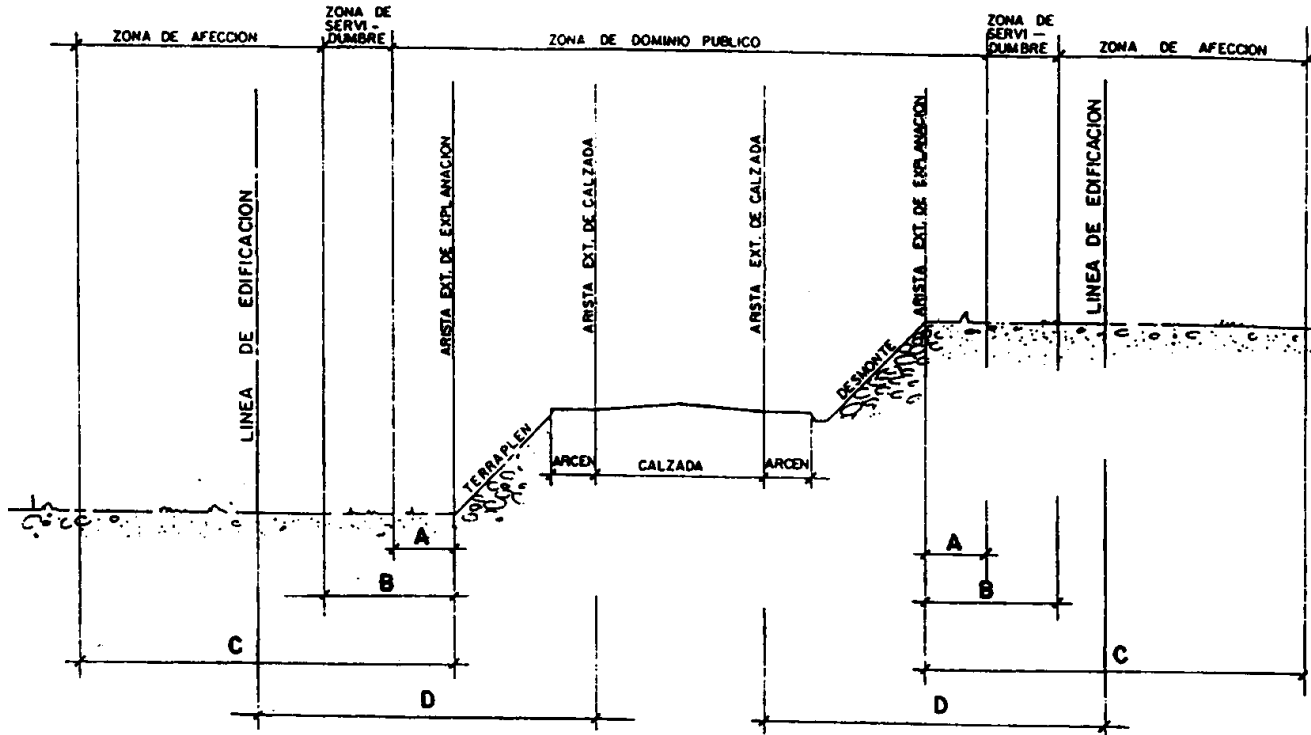 ZONA DE
SERVI-
DUMBRE
ZONA DE AFECCION
ZONA DE DOMINIO PUBLICO
ZONA DE
SERVI-
DUMBRE
ZONA DE AFECCION
LINEA DE EDIFICACION
ARISTA EXT. DE EXPLANACION
ARISTA EXT. DE CALZADA
ARISTA EXT. DE CALZADA
ARISTA EXT. DE EXPLANACION
LINEA DE EDIFICACION
TERRAPLEN
DESMONTE
ARCEN
CALZADA
ARCEN
A
A
B
B
C
C
D
D